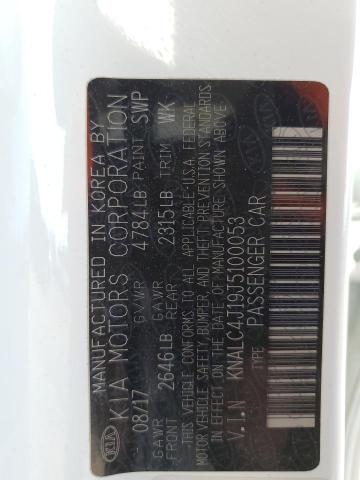 MANUFACTURED IN KOREA BY
KIA MOTORS CORPORATION
08/17 GVWR 4784LB PAINT SWP
GAWR FRONT 2646LB GAWR REAR 2315LB TRIM WK
THIS VEHICLE CONFORMS TO ALL APPLICABLE U.S.A. FEDERAL
MOTOR VEHICLE SAFETY, BUMPER, AND THEFT PREVENTION STANDARDS
IN EFFECT ON THE DATE OF MANUFACTURE SHOWN ABOVE.
V.I.N KNALC4J19J5100053
TYPE PASSENGER CAR
KIA